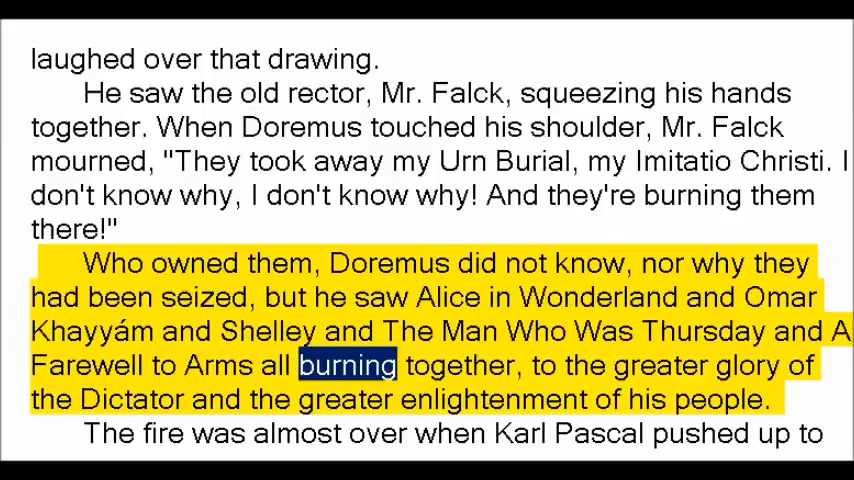 laughed over that drawing.
He saw the old rector, Mr. Falck, squeezing his hands
together. When Doremus touched his shoulder, Mr. Falck
mourned, "They took away my Urn Burial, my Imitatio Christi. I
don't know why, I don't know why! And they're burning them
there!"
Who owned them, Doremus did not know, nor why they
had been seized, but he saw Alice in Wonderland and Omar
Khayyám and Shelley and The Man Who Was Thursday and A
Farewell to Arms all burning together, to the greater glory of
the Dictator and the greater enlightenment of his people.
The fire was almost over when Karl Pascal pushed up to